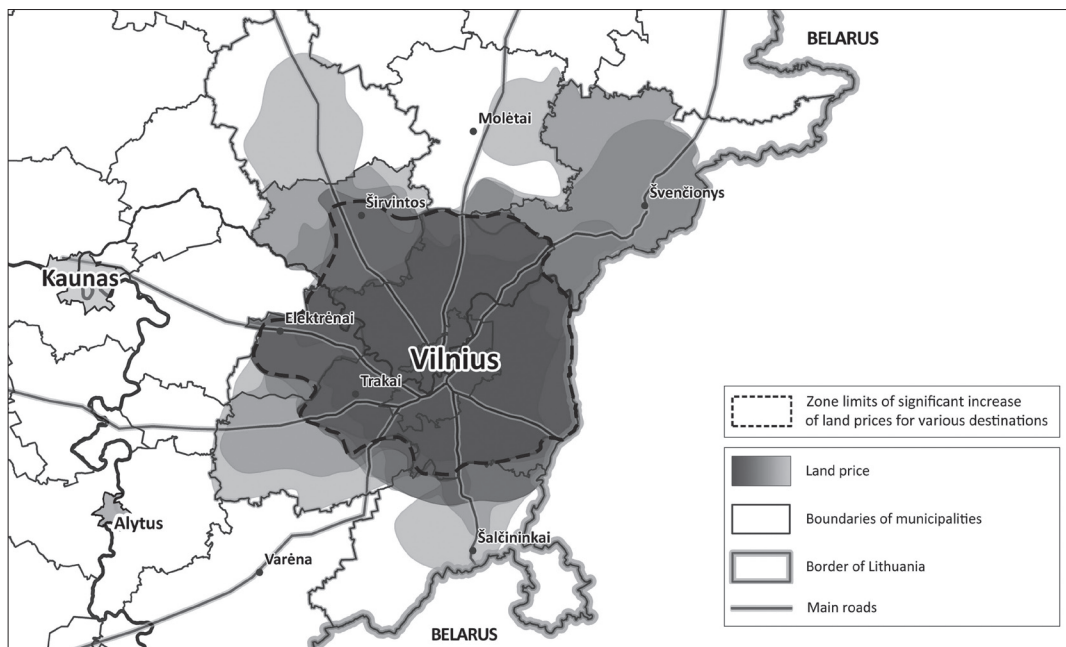 BELARUS
Molėtai
Švenčionys
Širvintos
Kaunas
Elektrėnai
Vilnius
Trakai
Alytus
Šalčininkai
Varėna
BELARUS
Zone limits of significant increase
of land prices for various destinations
Land price
Boundaries of municipalities
Border of Lithuania
Main roads